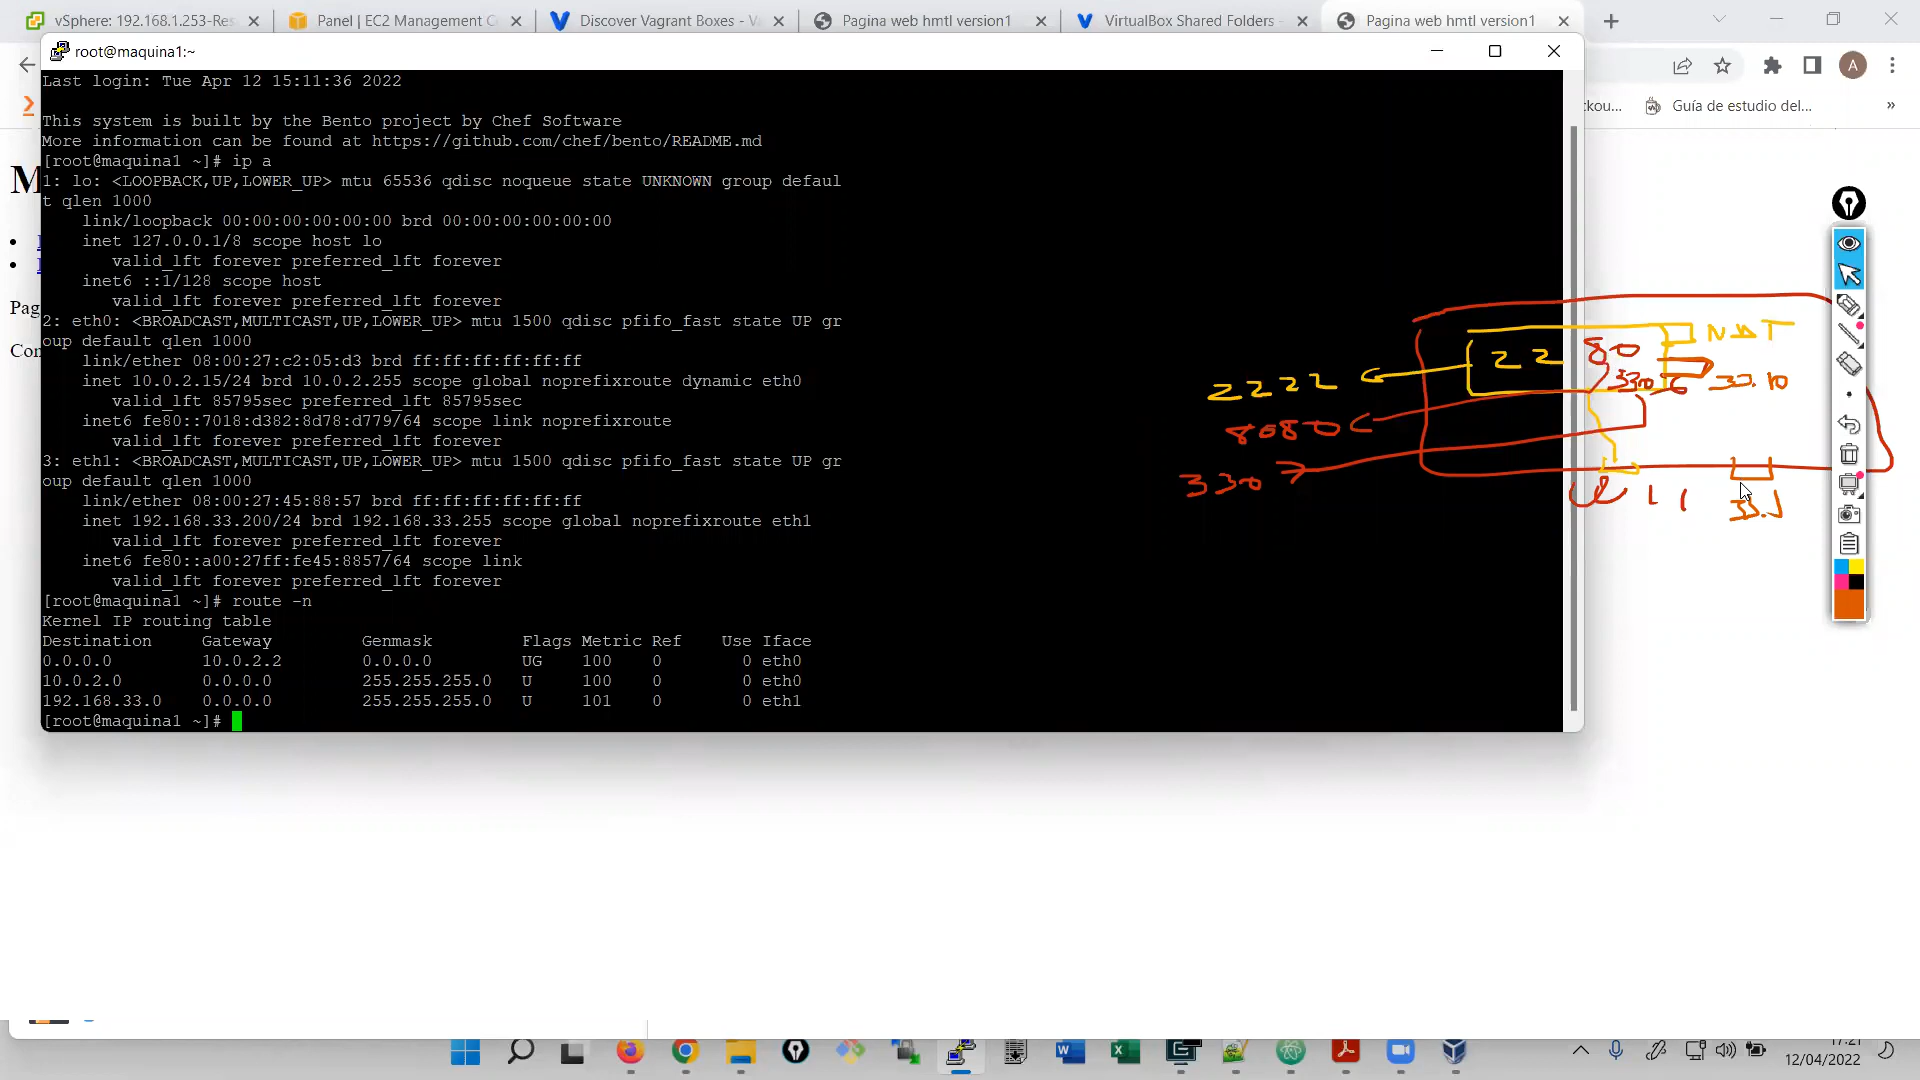 vSphere: 192.168.1.253-Res
Panel | EC2 Management C
Discover Vagrant Boxes - Va
Pagina web hmtl version1
VirtualBox Shared Folders -
Pagina web hmtl version1
root@maquina1:~
A
ckou...
Guía de estudio del...
»
M
Pag
Con
Last login: Tue Apr 12 15:11:36 2022
This system is built by the Bento project by Chef Software
More information can be found at https://github.com/chef/bento/README.md
[root@maquina1 ~]# ip a
1: lo: <LOOPBACK,UP,LOWER_UP> mtu 65536 qdisc noqueue state UNKNOWN group defaul
t qlen 1000
link/loopback 00:00:00:00:00:00 brd 00:00:00:00:00:00
inet 127.0.0.1/8 scope host lo
valid_lft forever preferred_lft forever
inet6 ::1/128 scope host
valid_lft forever preferred_lft forever
2: eth0: <BROADCAST,MULTICAST,UP,LOWER_UP> mtu 1500 qdisc pfifo_fast state UP gr
oup default qlen 1000
link/ether 08:00:27:c2:05:d3 brd ff:ff:ff:ff:ff:ff
inet 10.0.2.15/24 brd 10.0.2.255 scope global noprefixroute dynamic eth0
valid_lft 85795sec preferred_lft 85795sec
inet6 fe80::7018:d382:8d78:d779/64 scope link noprefixroute
valid_lft forever preferred_lft forever
3: eth1: <BROADCAST,MULTICAST,UP,LOWER_UP> mtu 1500 qdisc pfifo_fast state UP gr
oup default qlen 1000
link/ether 08:00:27:45:88:57 brd ff:ff:ff:ff:ff:ff
inet 192.168.33.200/24 brd 192.168.33.255 scope global noprefixroute eth1
valid_lft forever preferred_lft forever
inet6 fe80::a00:27ff:fe45:8857/64 scope link
valid_lft forever preferred_lft forever
[root@maquina1 ~]# route -n
Kernel IP routing table
Destination Gateway Genmask Flags Metric Ref Use Iface
0.0.0.0 10.0.2.2 0.0.0.0 UG 100 0 0 eth0
10.0.2.0 0.0.0.0 255.255.255.0 U 100 0 0 eth0
192.168.33.0 0.0.0.0 255.255.255.0 U 101 0 0 eth1
[root@maquina1 ~]#
NAT
22 80
3306 33.10
2222
8080
330
33.1
17:21
12/04/2022